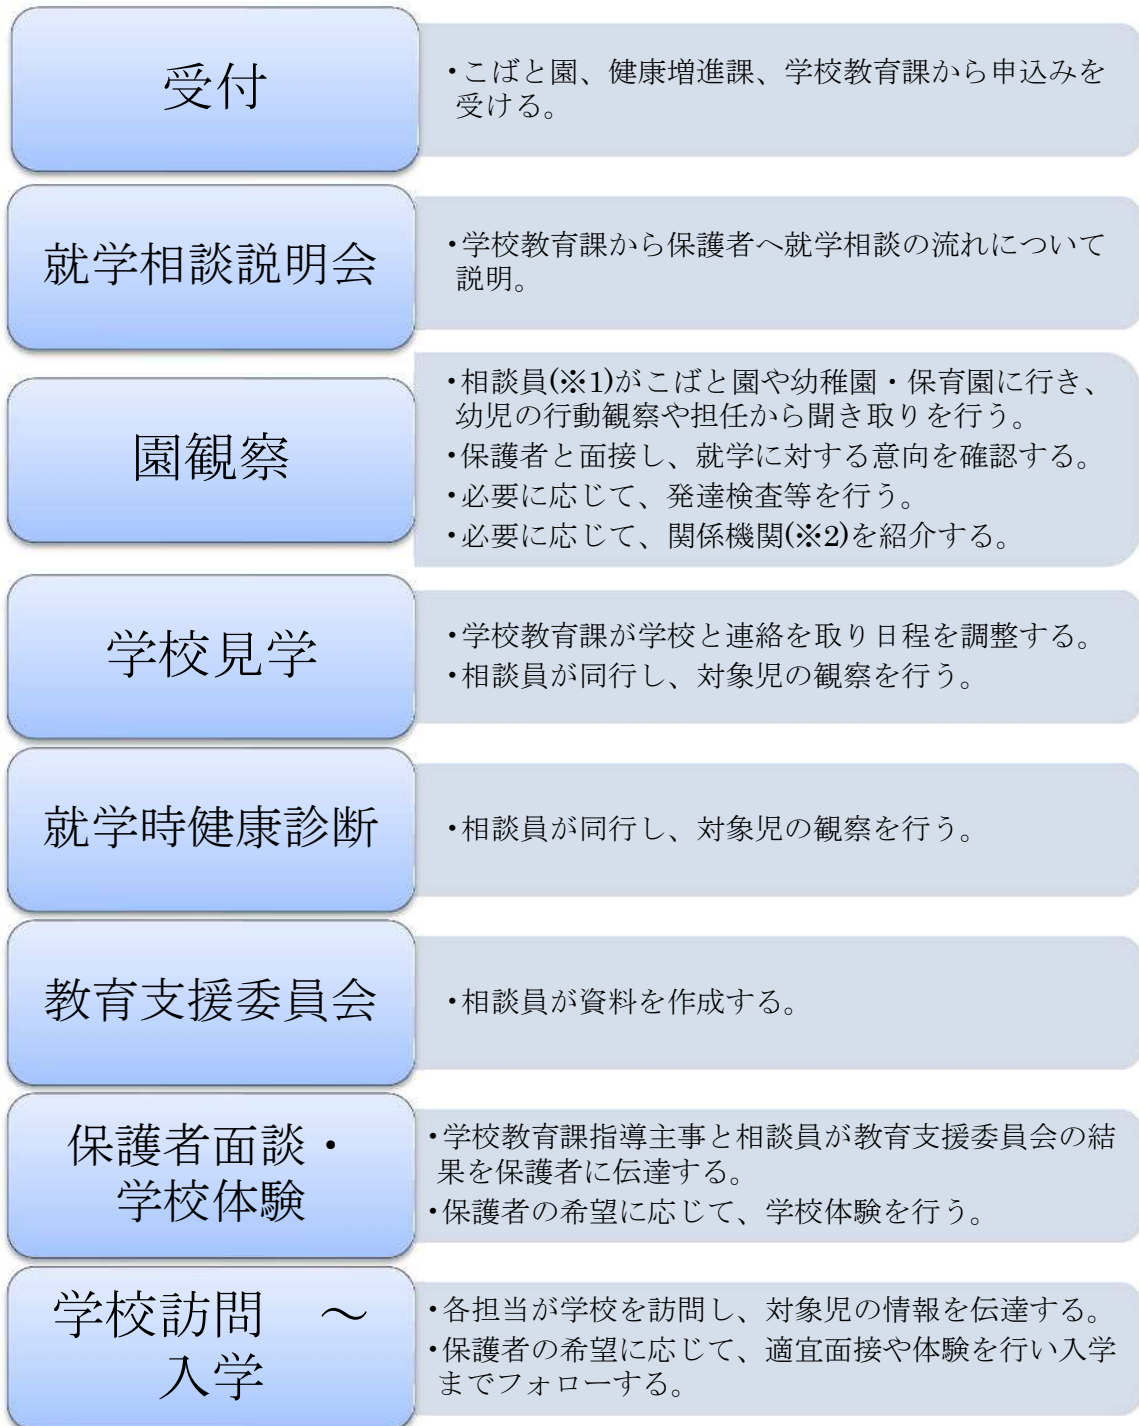 受付
・こばと園、健康増進課、学校教育課から申込みを
受ける。
就学相談説明会
・学校教育課から保護者へ就学相談の流れについて
説明。
園観察
・相談員(※1)がこばと園や幼稚園・保育園に行き、
幼児の行動観察や担任から聞き取りを行う。
・保護者と面接し、就学に対する意向を確認する。
・必要に応じて、発達検査等を行う。
・必要に応じて、関係機関(※2)を紹介する。
学校見学
・学校教育課が学校と連絡を取り日程を調整する。
・相談員が同行し、対象児の観察を行う。
就学時健康診断
・相談員が同行し、対象児の観察を行う。
教育支援委員会
・相談員が資料を作成する。
保護者面談・
学校体験
・学校教育課指導主事と相談員が教育支援委員会の結
果を保護者に伝達する。
・保護者の希望に応じて、学校体験を行う。
学校訪問　～
入学
・各担当が学校を訪問し、対象児の情報を伝達する。
・保護者の希望に応じて、適宜面接や体験を行い入学
までフォローする。